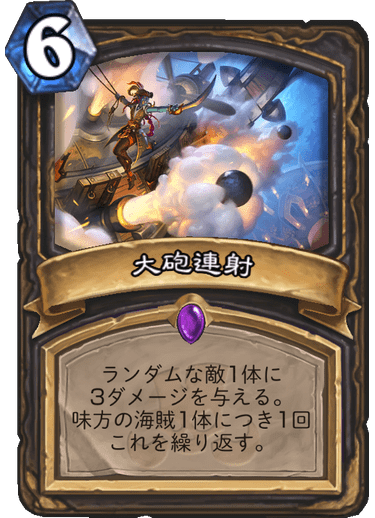 6
大砲連射
ランダムな敵1体に
3ダメージを与える。
味方の海賊1体につき1回
これを繰り返す。